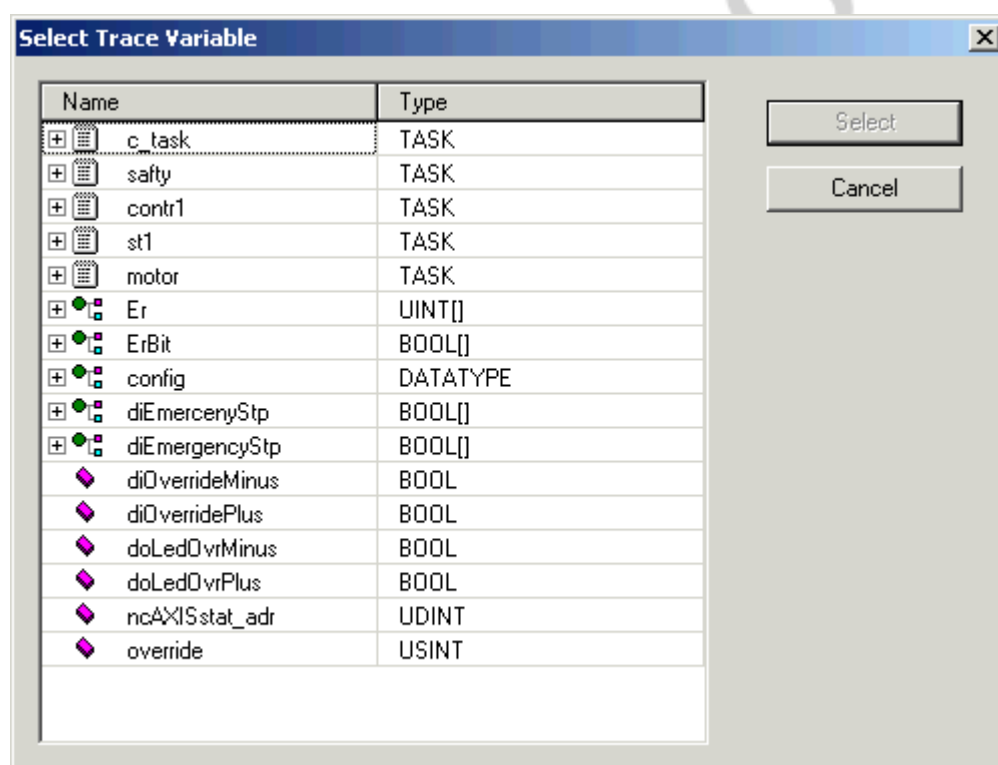 Select Trace Variable
Name Type
c_task TASK
safty TASK
contr1 TASK
st1 TASK
motor TASK
Er UINT[]
ErBit BOOL[]
config DATATYPE
diEmercenyStp BOOL[]
diEmergencyStp BOOL[]
diOverrideMinus BOOL
diOverridePlus BOOL
doLedOvrMinus BOOL
doLedOvrPlus BOOL
ncAXISstat_adr UDINT
override USINT
Select
Cancel